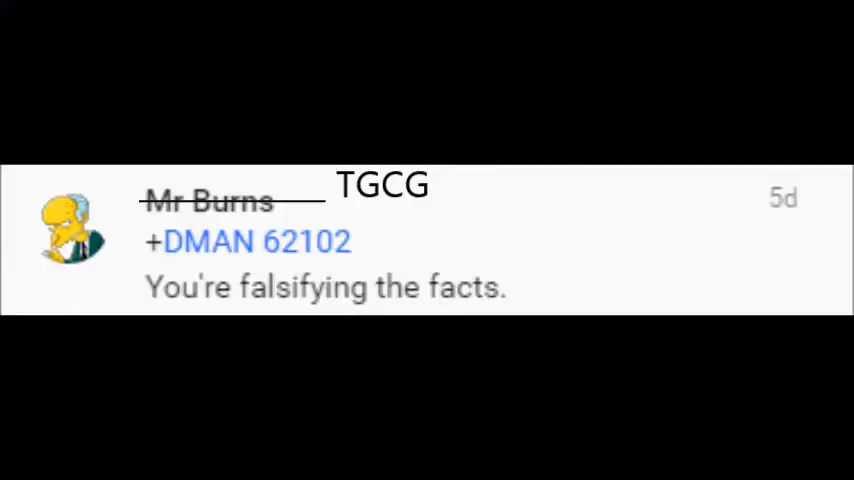 Mr Burns TGCG
5d
+DMAN 62102
You're falsifying the facts.